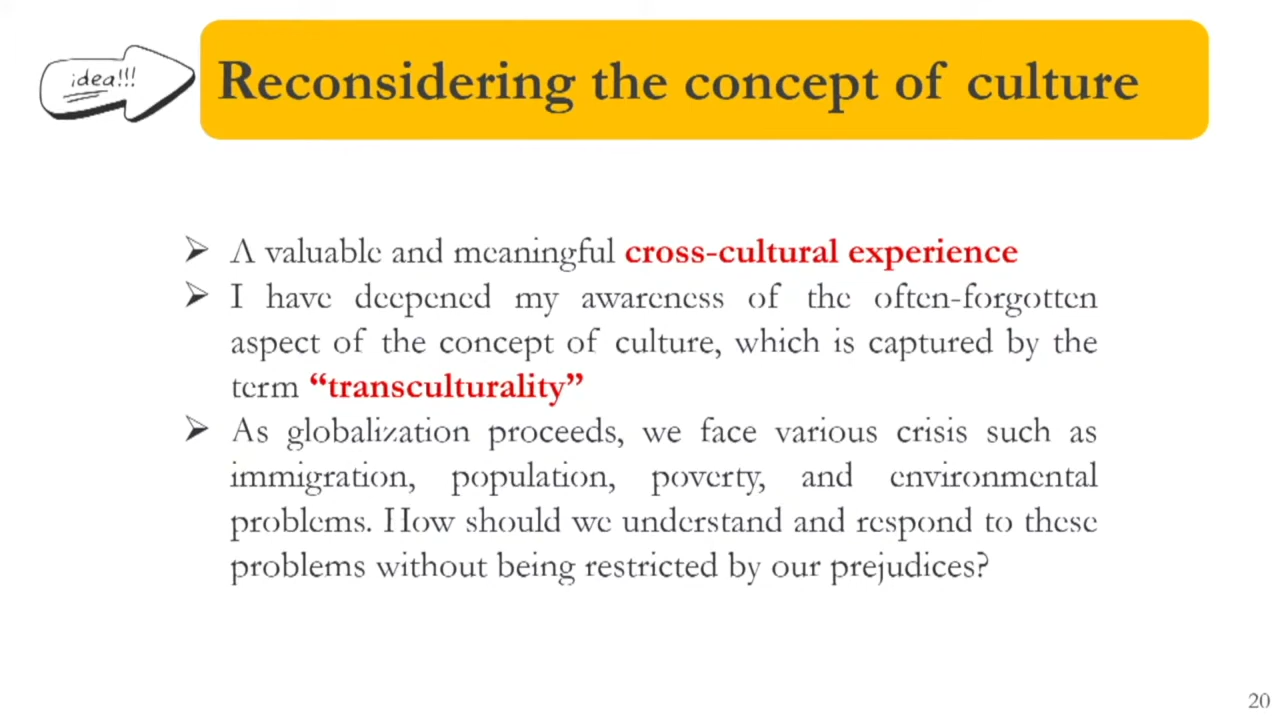 idea!!!
Reconsidering the concept of culture
➤ A valuable and meaningful cross-cultural experience
➤ I have deepened my awareness of the often-forgotten
aspect of the concept of culture, which is captured by the
term “transculturality”
➤ As globalization proceeds, we face various crisis such as
immigration, population, poverty, and environmental
problems. How should we understand and respond to these
problems without being restricted by our prejudices?
20